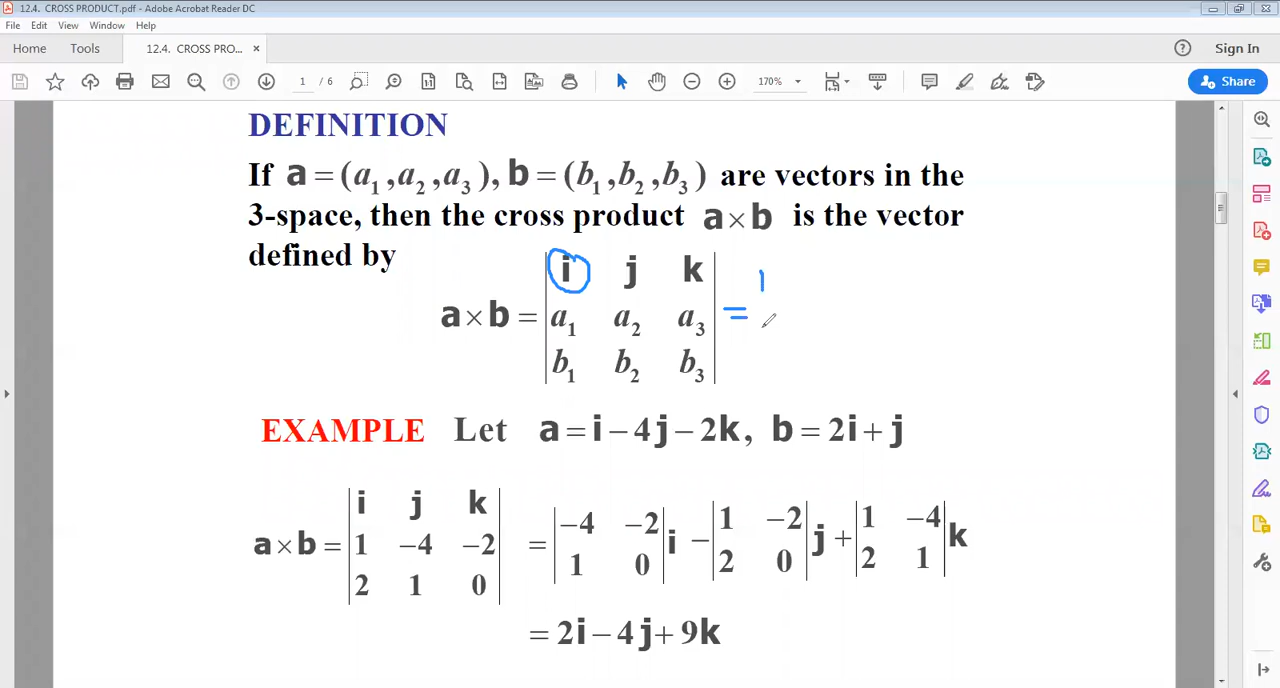 12.4. CROSS PRODUCT.pdf - Adobe Acrobat Reader DC
File Edit View Window Help
Home Tools 12.4. CROSS PRO... × Sign In
1 / 6 170% Share
DEFINITION
If a = (a₁ ,a₂ ,a₃ ), b = (b₁ ,b₂ ,b₃ ) are vectors in the
3-space, then the cross product a × b is the vector
defined by
i j k
a × b = a₁ a₂ a₃ =
b₁ b₂ b₃
EXAMPLE Let a = i − 4j − 2k, b = 2i + j
i j k
a × b = |1 −4 −2| = |−4 −2| i − |1 −2| j + |1 −4| k
2 1 0 1 0 2 0 2 1
= 2i − 4j + 9k